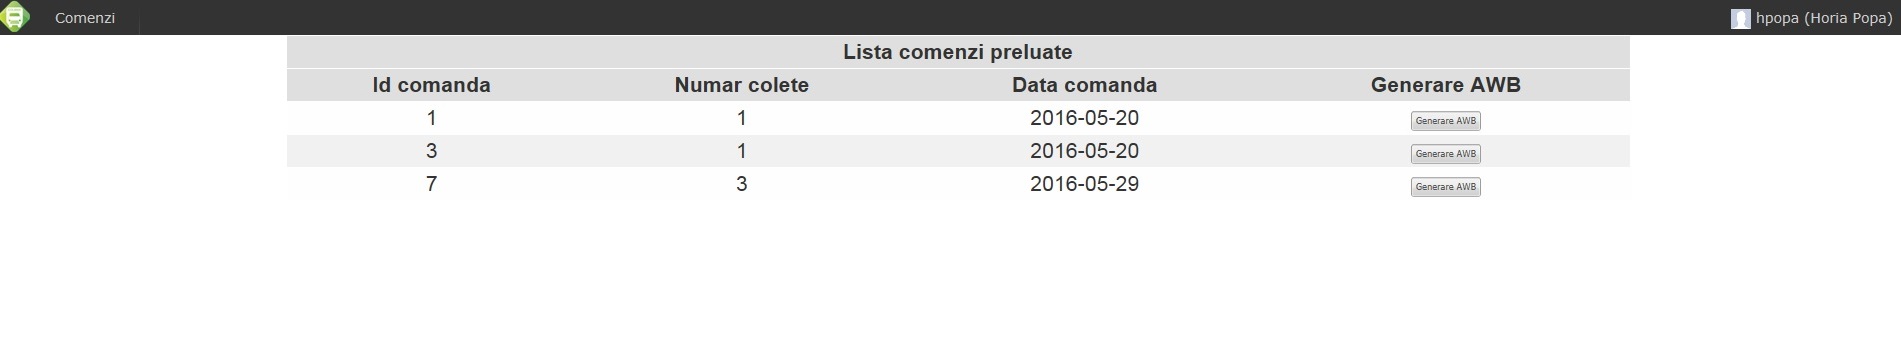 Comenzi hpopa (Horia Popa)
Lista comenzi preluate
Id comanda Numar colete Data comanda Generare AWB
1 1 2016-05-20 Generare AWB
3 1 2016-05-20 Generare AWB
7 3 2016-05-29 Generare AWB